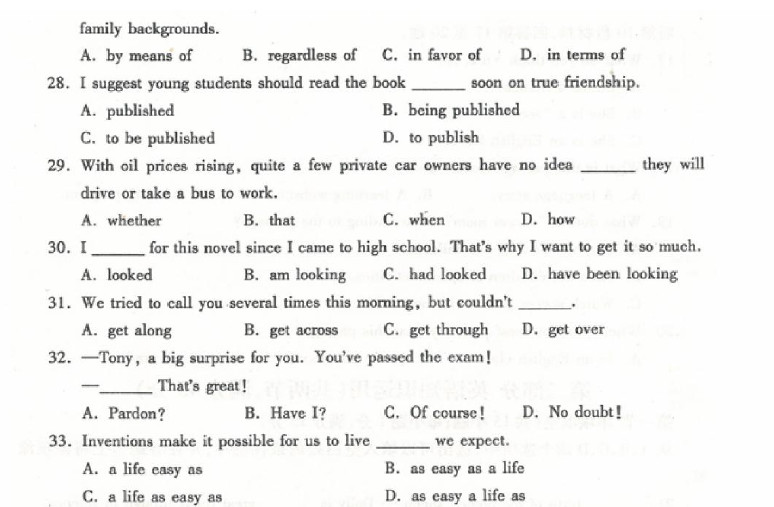 family backgrounds.
A. by means of B. regardless of C. in favor of D. in terms of
28. I suggest young students should read the book ______ soon on true friendship.
A. published B. being published
C. to be published D. to publish
29. With oil prices rising, quite a few private car owners have no idea ______ they will
drive or take a bus to work.
A. whether B. that C. when D. how
30. I ______ for this novel since I came to high school. That's why I want to get it so much.
A. looked B. am looking C. had looked D. have been looking
31. We tried to call you several times this morning, but couldn't ______.
A. get along B. get across C. get through D. get over
32. —Tony, a big surprise for you. You've passed the exam!
—______ That's great!
A. Pardon? B. Have I? C. Of course! D. No doubt!
33. Inventions make it possible for us to live ______ we expect.
A. a life easy as B. as easy as a life
C. a life as easy as D. as easy a life as